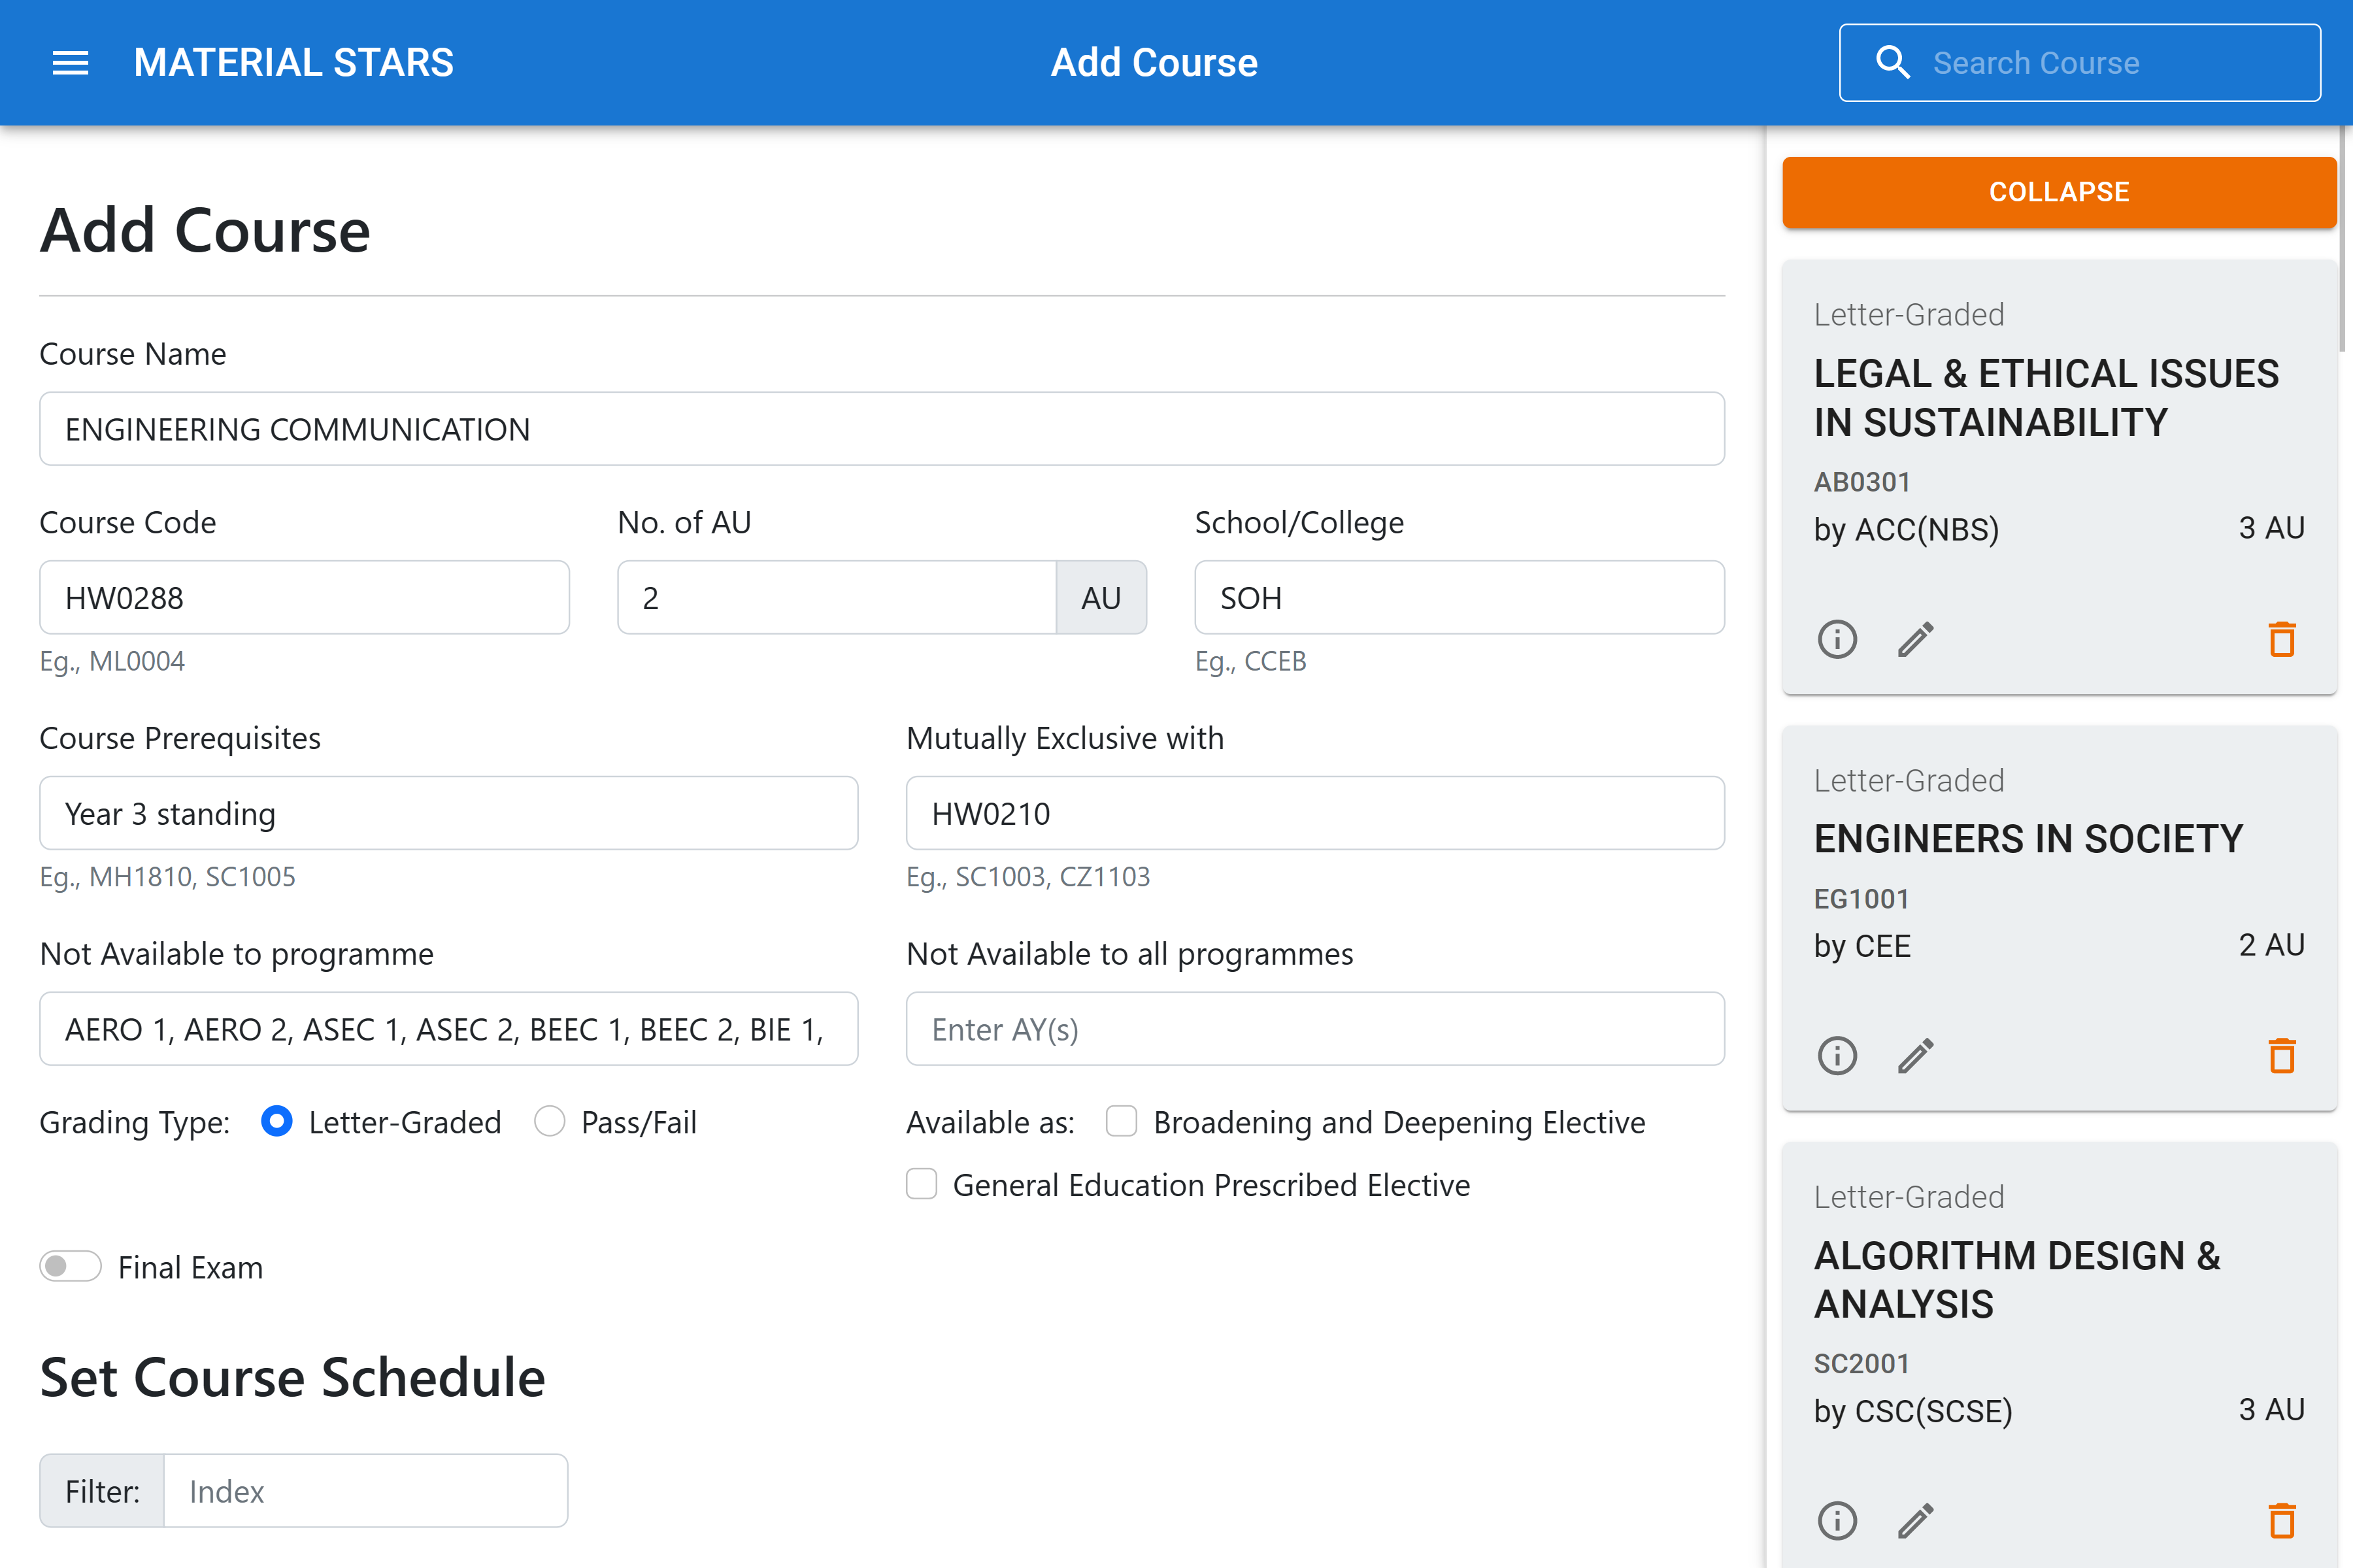 MATERIAL STARS
Add Course
Search Course
Add Course
Course Name
ENGINEERING COMMUNICATION
Course Code
No. of AU
School/College
HW0288
2
AU
SOH
Eg., ML0004
Eg., CCEB
Course Prerequisites
Mutually Exclusive with
Year 3 standing
HW0210
Eg., MH1810, SC1005
Eg., SC1003, CZ1103
Not Available to programme
Not Available to all programmes
AERO 1, AERO 2, ASEC 1, ASEC 2, BEEC 1, BEEC 2, BIE 1,
Enter AY(s)
Grading Type:
Letter-Graded
Pass/Fail
Available as:
Broadening and Deepening Elective
General Education Prescribed Elective
Final Exam
Set Course Schedule
Filter:
Index
COLLAPSE
Letter-Graded
LEGAL & ETHICAL ISSUES
IN SUSTAINABILITY
AB0301
by ACC(NBS)
3 AU
Letter-Graded
ENGINEERS IN SOCIETY
EG1001
by CEE
2 AU
Letter-Graded
ALGORITHM DESIGN &
ANALYSIS
SC2001
by CSC(SCSE)
3 AU